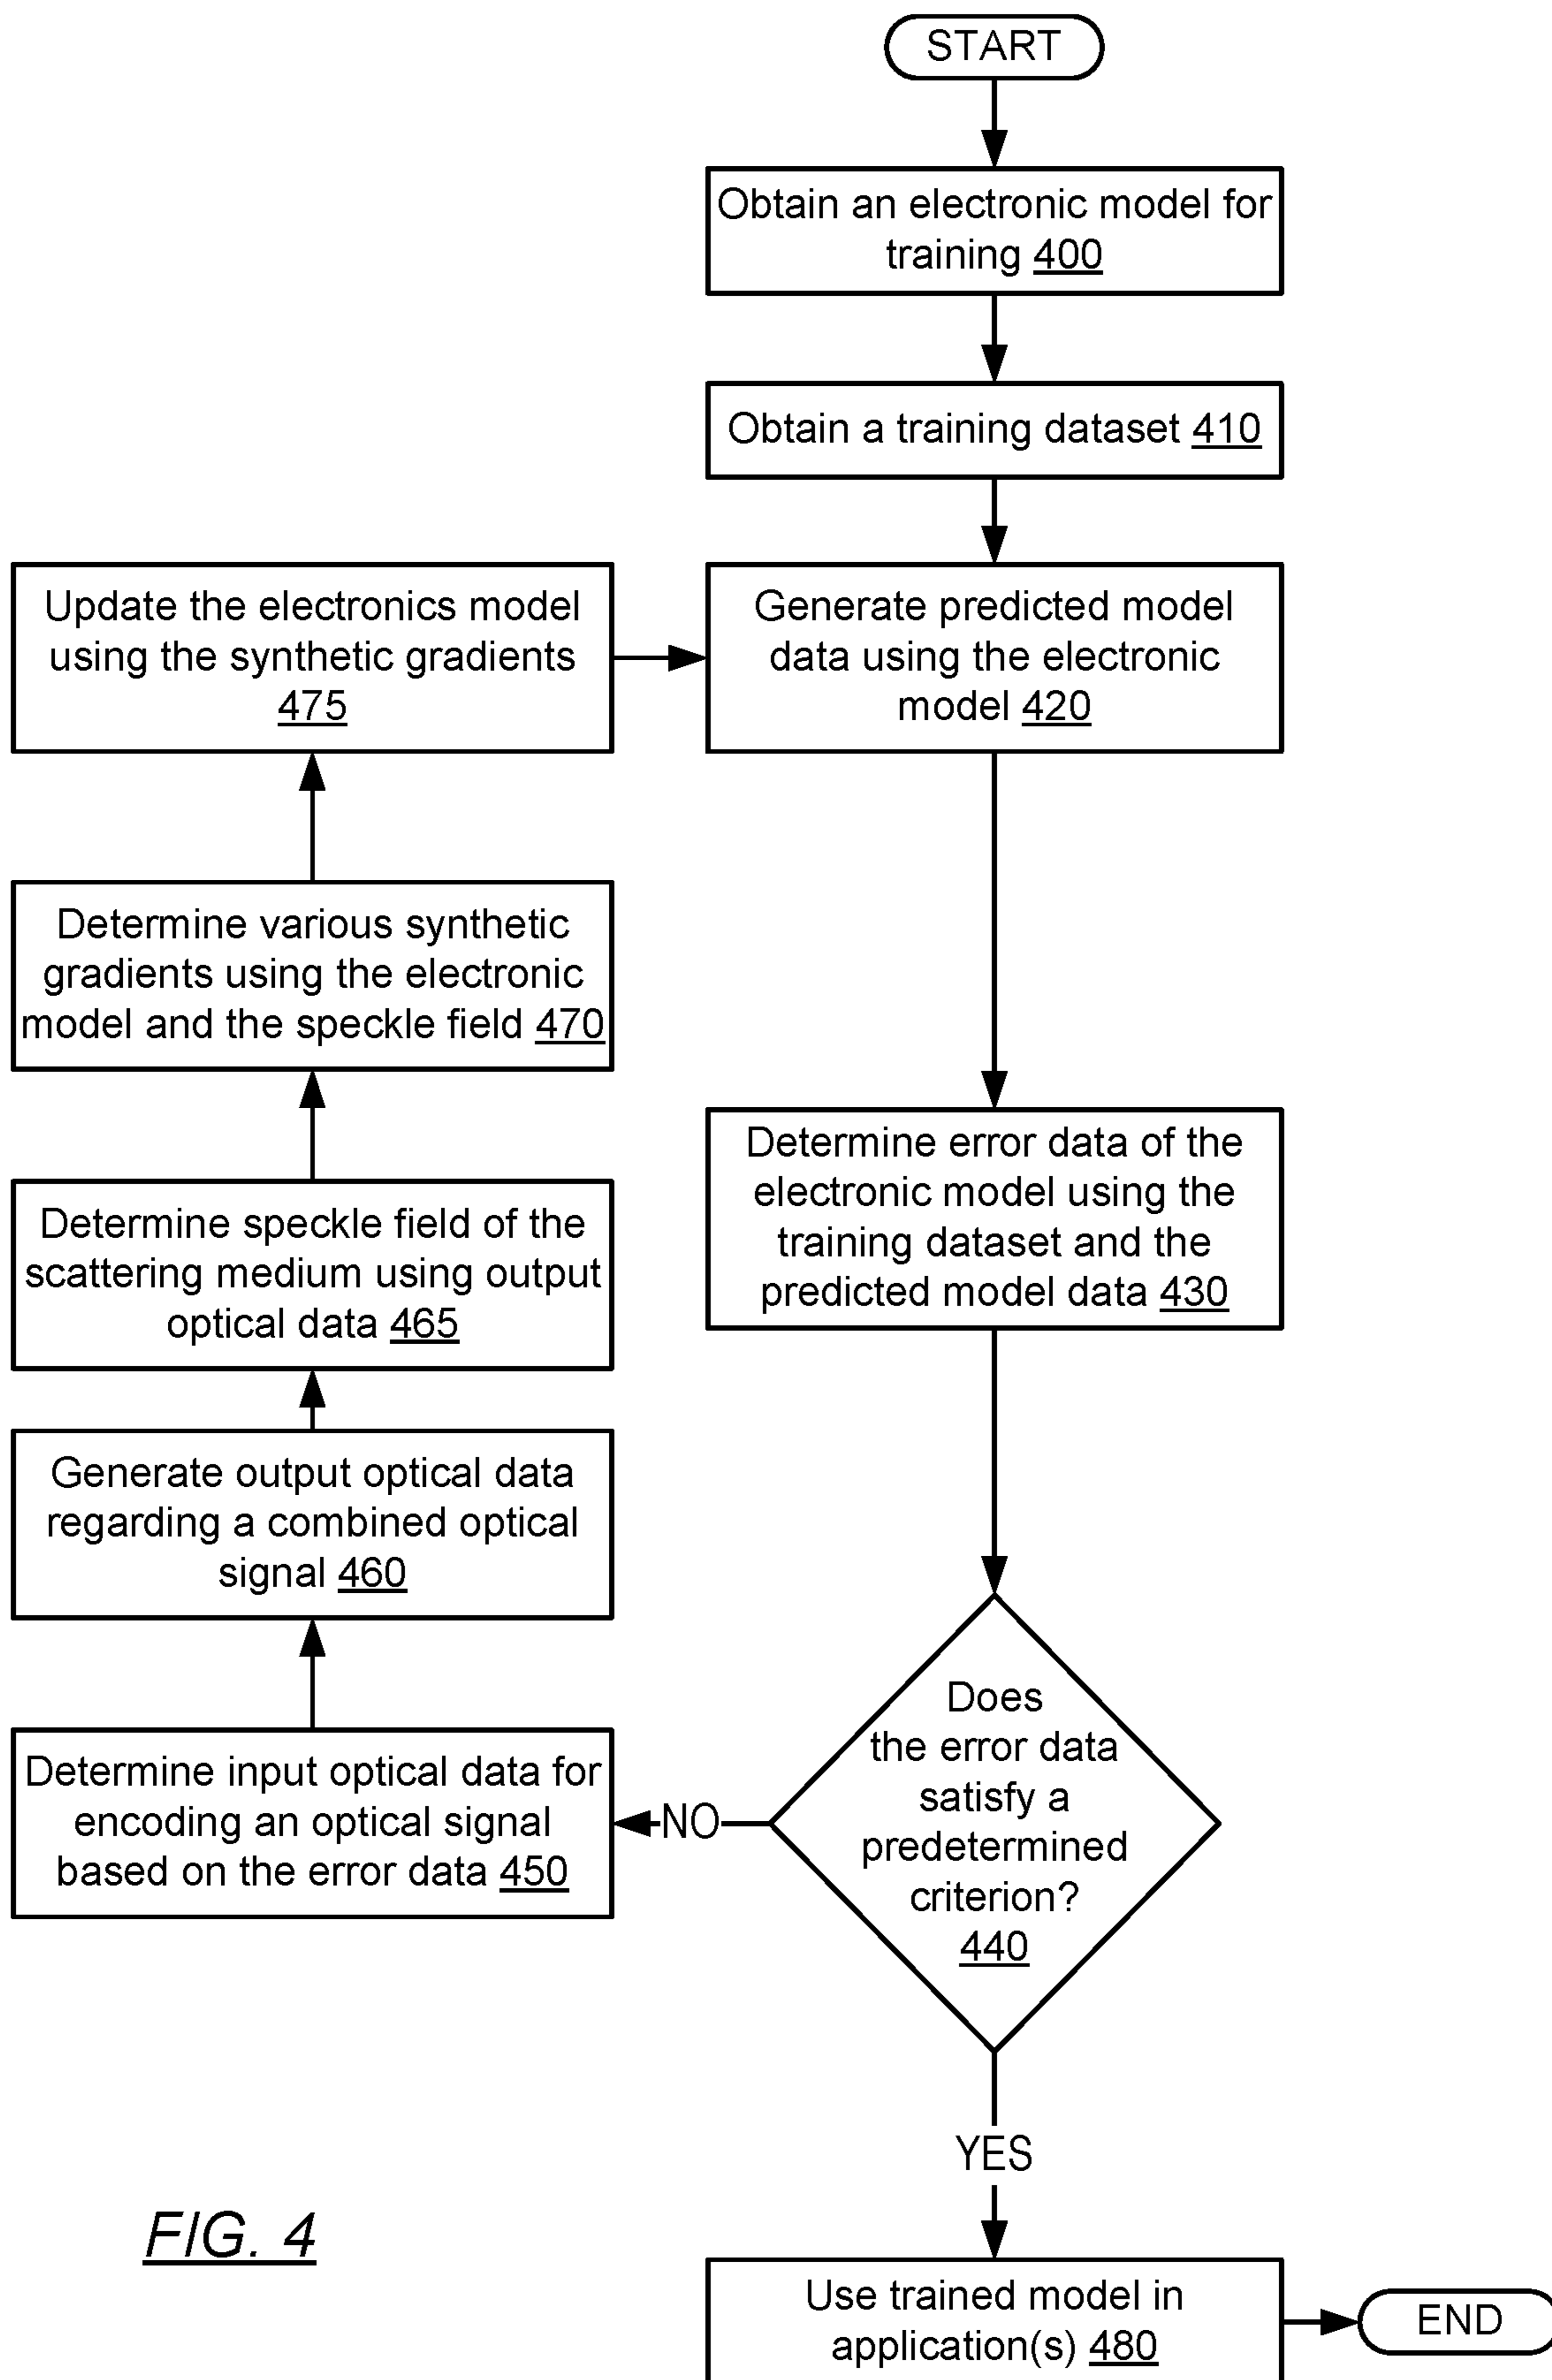 START
Obtain an electronic model for
training 400
Obtain a training dataset 410
Generate predicted model
data using the electronic
model 420
Determine error data of the
electronic model using the
training dataset and the
predicted model data 430
Does
the error data
satisfy a
predetermined
criterion?
440
NO
Determine input optical data for
encoding an optical signal
based on the error data 450
Generate output optical data
regarding a combined optical
signal 460
Determine speckle field of the
scattering medium using output
optical data 465
Determine various synthetic
gradients using the electronic
model and the speckle field 470
Update the electronics model
using the synthetic gradients
475
YES
Use trained model in
application(s) 480
END
FIG. 4